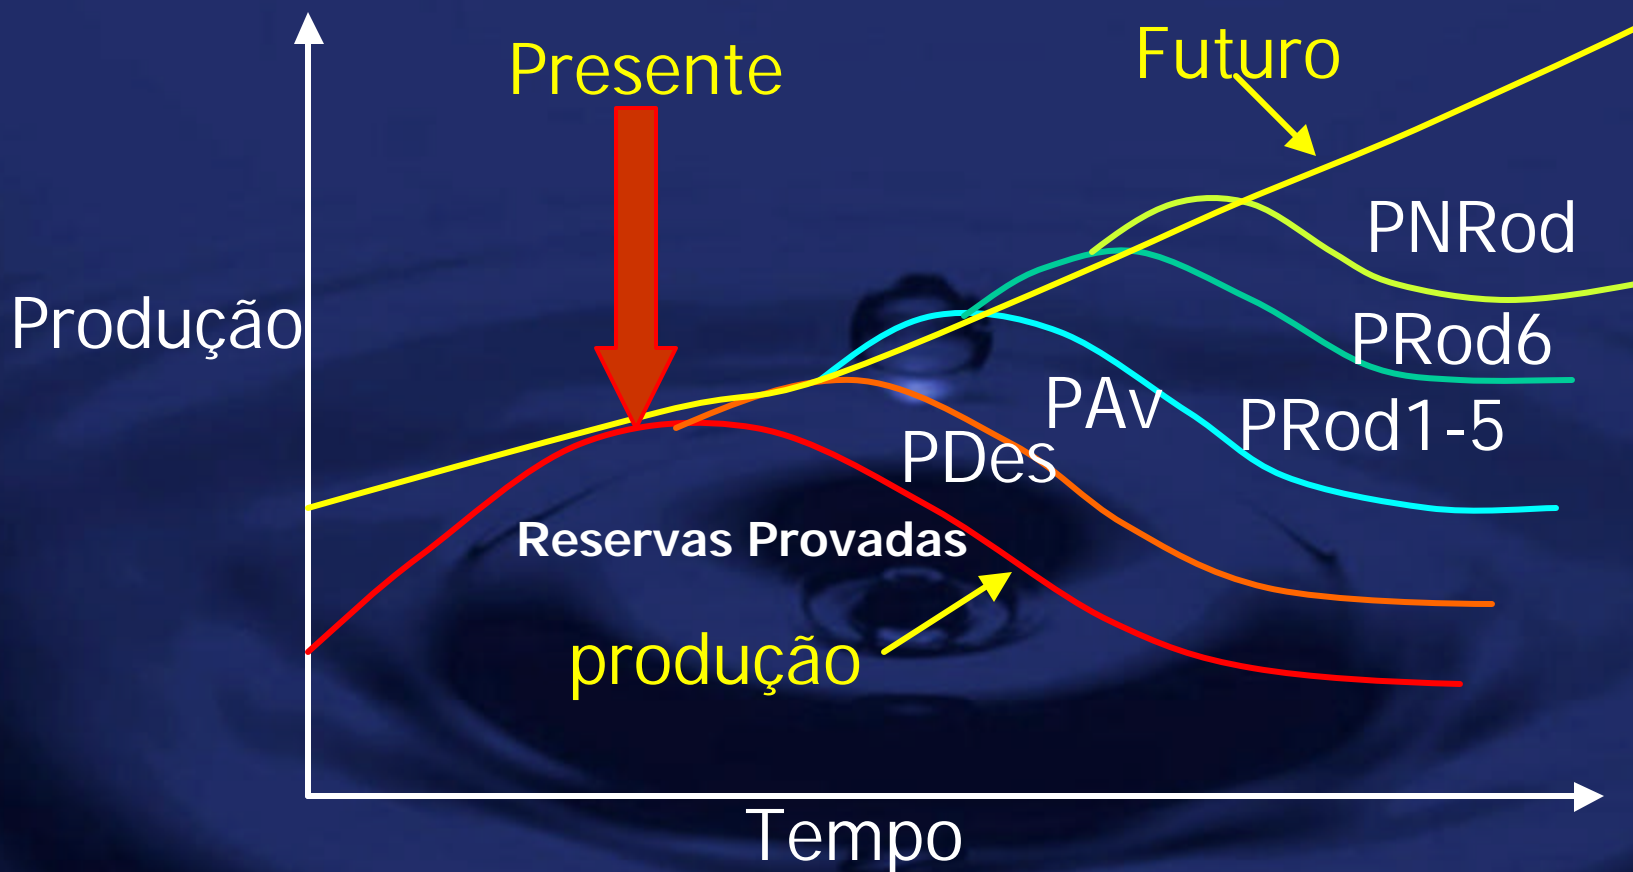 Futuro
Presente
PNRod
Produção
PRod6
PAv
PRod1-5
PDes
Reservas Provadas
produção
Tempo